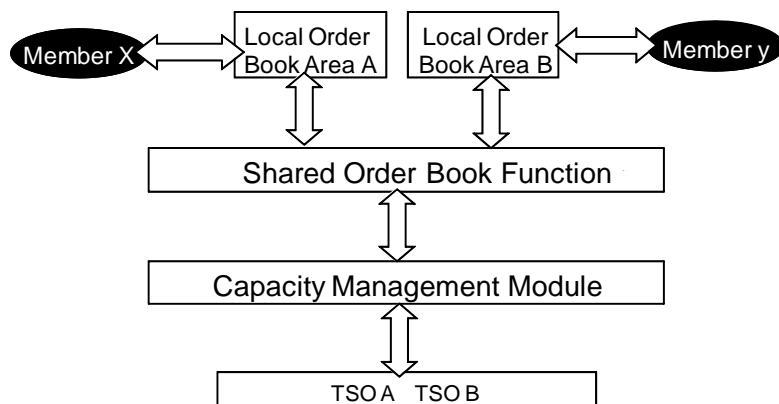 Member X
Local Order
Book Area A
Local Order
Book Area B
Member y
Shared Order Book Function
Capacity Management Module
TSO A TSO B